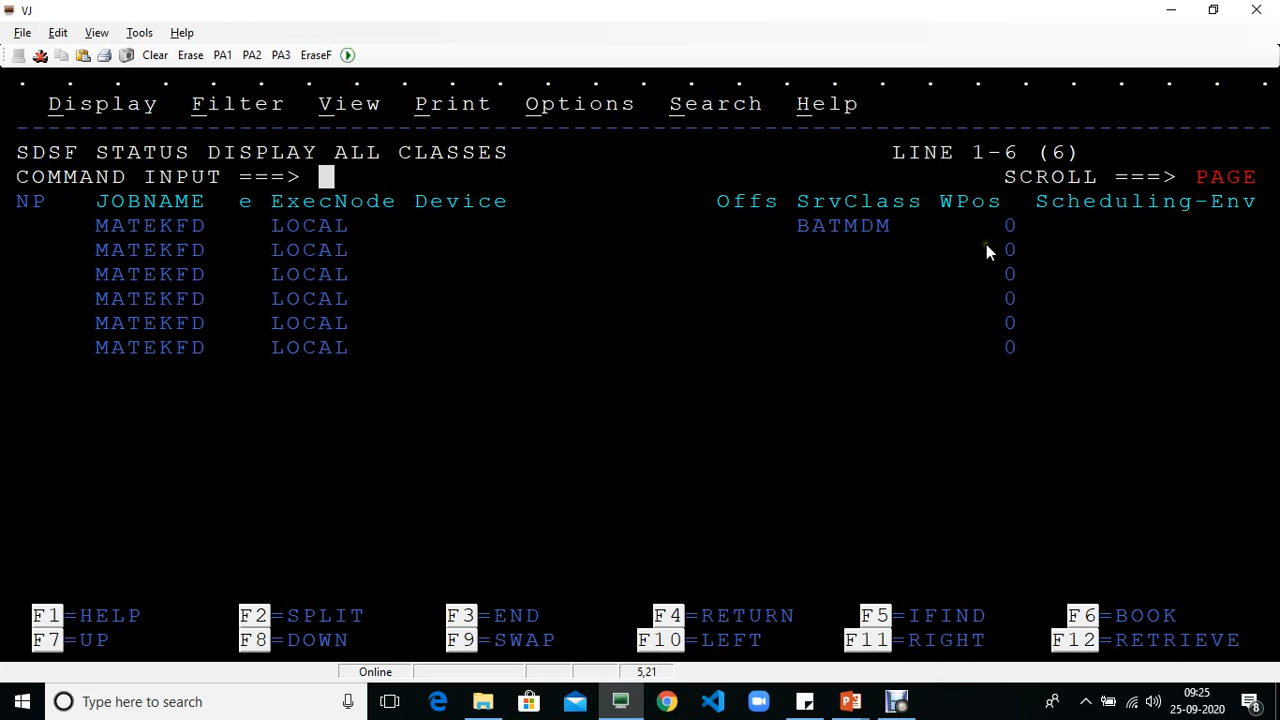 VJ
File Edit View Tools Help
Clear Erase PA1 PA2 PA3 EraseF
Display Filter View Print Options Search Help
SDSF STATUS DISPLAY ALL CLASSES LINE 1-6 (6)
COMMAND INPUT ===> SCROLL ===> PAGE
NP JOBNAME e ExecNode Device Offs SrvClass WPos Scheduling-Env
MATEKFD LOCAL BATMDM 0
MATEKFD LOCAL 0
MATEKFD LOCAL 0
MATEKFD LOCAL 0
MATEKFD LOCAL 0
MATEKFD LOCAL 0
F1=HELP F2=SPLIT F3=END F4=RETURN F5=IFIND F6=BOOK
F7=UP F8=DOWN F9=SWAP F10=LEFT F11=RIGHT F12=RETRIEVE
Online 5,21
Type here to search
09:25
25-09-2020
8